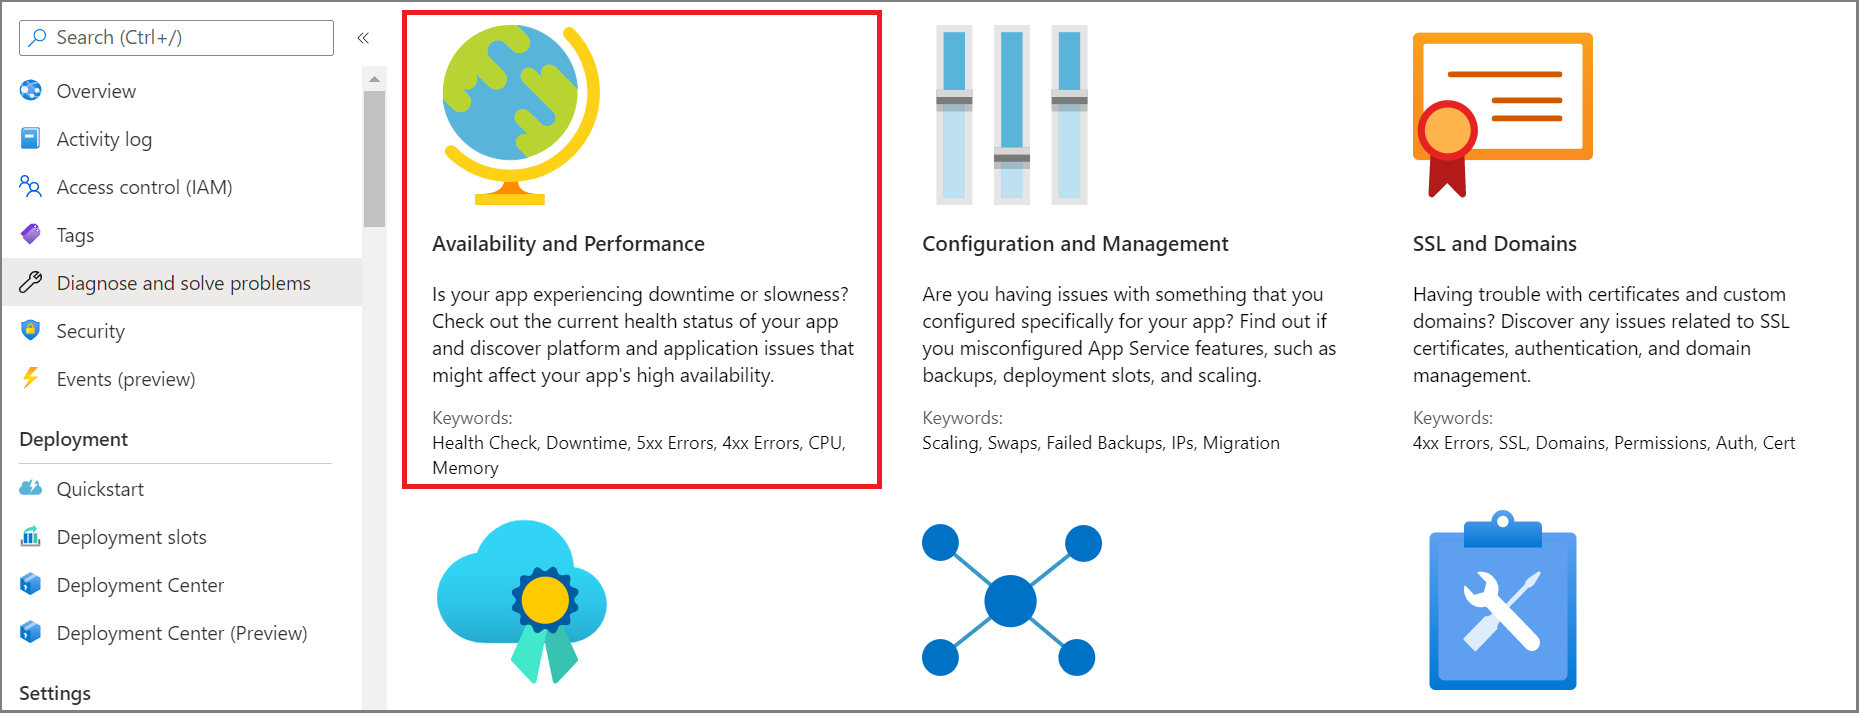 Search (Ctrl+/)
«
Overview
Activity log
Access control (IAM)
Tags
Diagnose and solve problems
Security
Events (preview)
Deployment
Quickstart
Deployment slots
Deployment Center
Deployment Center (Preview)
Settings
Availability and Performance
Is your app experiencing downtime or slowness?
Check out the current health status of your app
and discover platform and application issues that
might affect your app's high availability.
Keywords:
Health Check, Downtime, 5xx Errors, 4xx Errors, CPU,
Memory
Configuration and Management
Are you having issues with something that you
configured specifically for your app? Find out if
you misconfigured App Service features, such as
backups, deployment slots, and scaling.
Keywords:
Scaling, Swaps, Failed Backups, IPs, Migration
SSL and Domains
Having trouble with certificates and custom
domains? Discover any issues related to SSL
certificates, authentication, and domain
management.
Keywords:
4xx Errors, SSL, Domains, Permissions, Auth, Cert